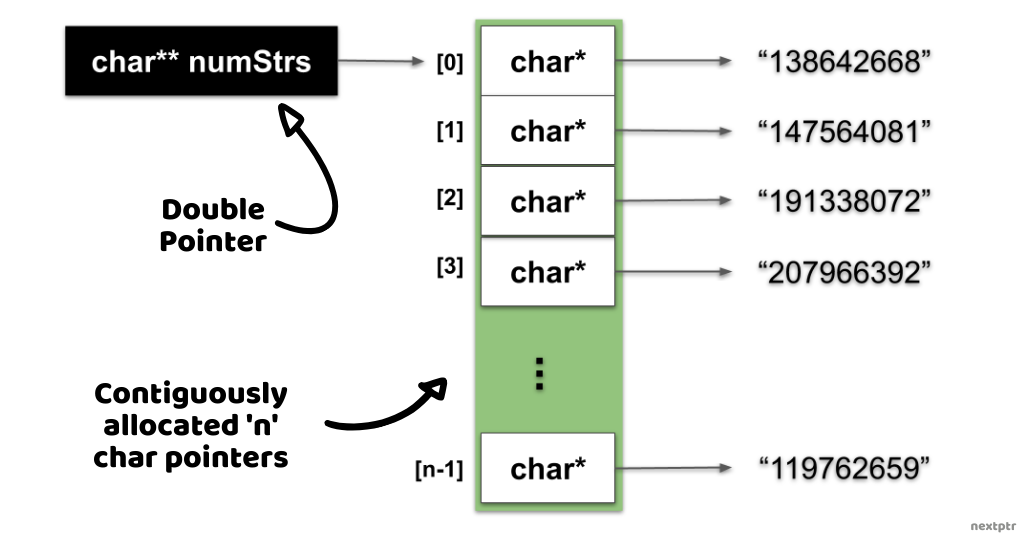 char** numStrs
[0] char* “138642668”
[1] char* “147564081”
Double
Pointer
[2] char* “191338072”
[3] char* “207966392”
Contiguously
allocated 'n'
char pointers
[n-1] char* “119762659”
nextptr